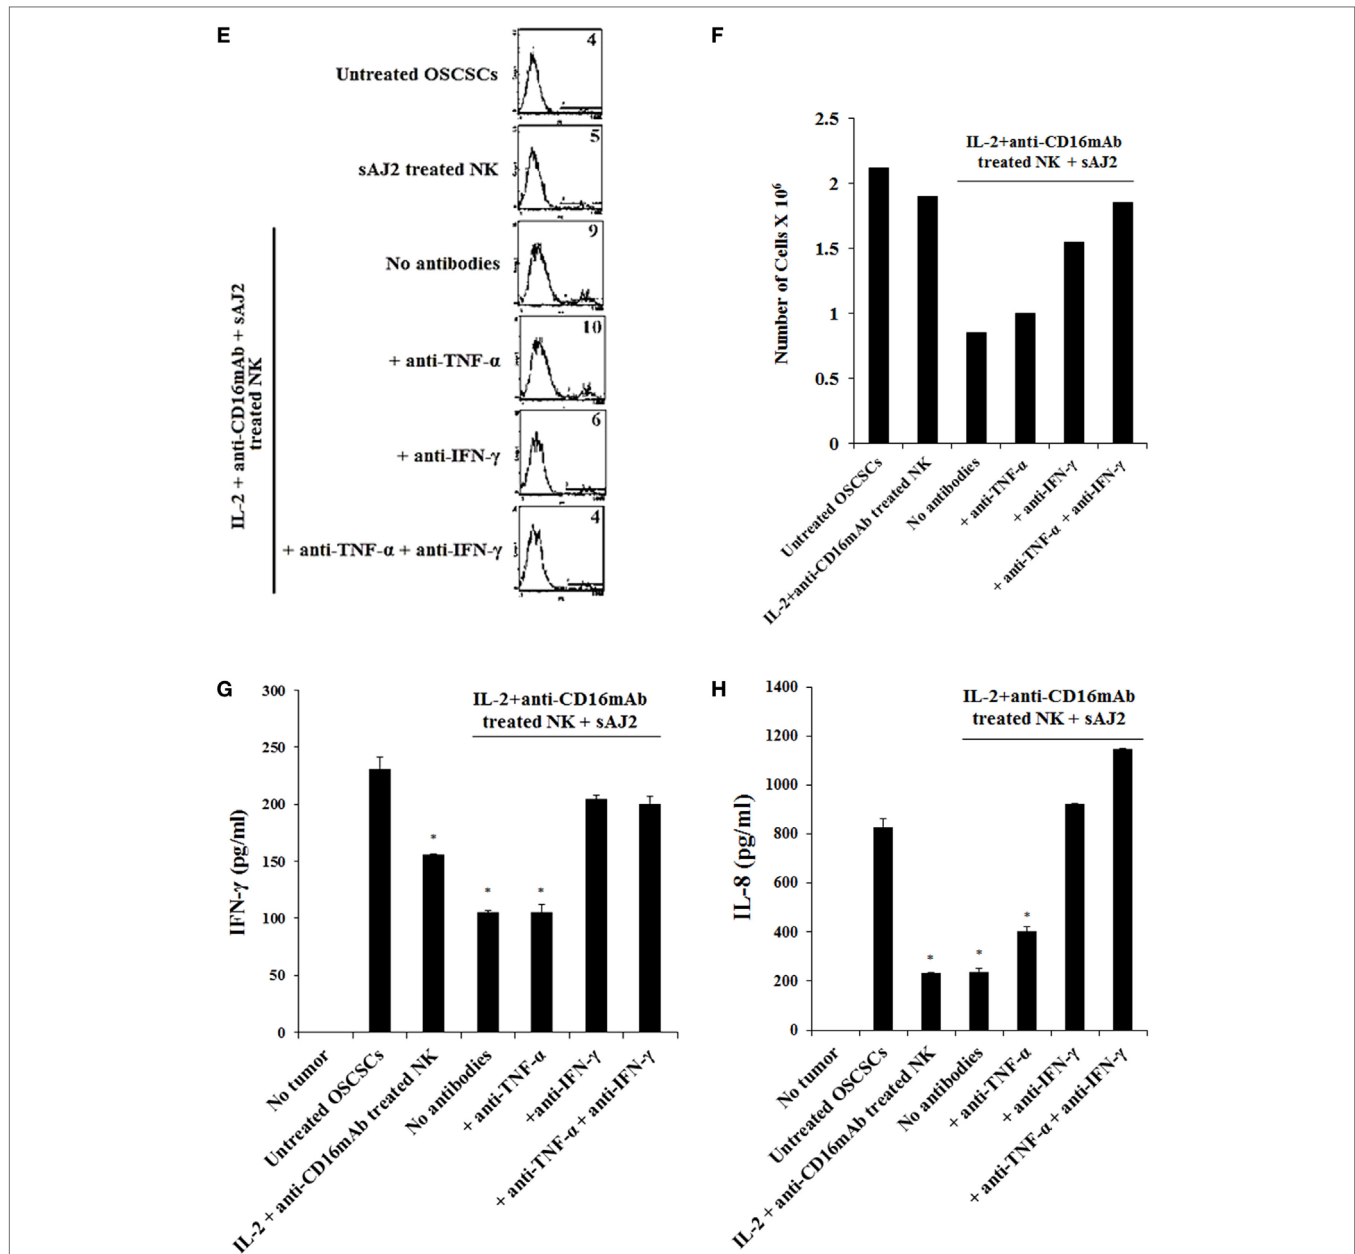 E
Untreated OSCSCs
4
sAJ2 treated NK
5
No antibodies
9
+ anti-TNF-α
10
+ anti-IFN-γ
6
+ anti-TNF-α + anti-IFN-γ
4
IL-2 + anti-CD16mAb + sAJ2
treated NK
F
IL-2+anti-CD16mAb
treated NK + sAJ2
Number of Cells X 10⁶
2.5
2
1.5
1
0.5
0
Untreated OSCSCs
IL-2+anti-CD16mAb treated NK
No antibodies
+ anti-TNF-α
+ anti-IFN-γ
+ anti-TNF-α + anti-IFN-γ
G
IL-2+anti-CD16mAb
treated NK + sAJ2
IFN-γ (pg/ml)
300
250
200
150
100
50
0
*
*
*
No tumor
Untreated OSCSCs
IL-2 + anti-CD16mAb treated NK
No antibodies
+ anti-TNF-α
+anti-IFN-γ
+ anti-TNF-α + anti-IFN-γ
H
IL-2+anti-CD16mAb
treated NK + sAJ2
IL-8 (pg/ml)
1400
1200
1000
800
600
400
200
0
*
*
*
No tumor
Untreated OSCSCs
IL-2 + anti-CD16mAb treated NK
No antibodies
+ anti-TNF-α
+ anti-IFN-γ
+ anti-TNF-α + anti-IFN-γ